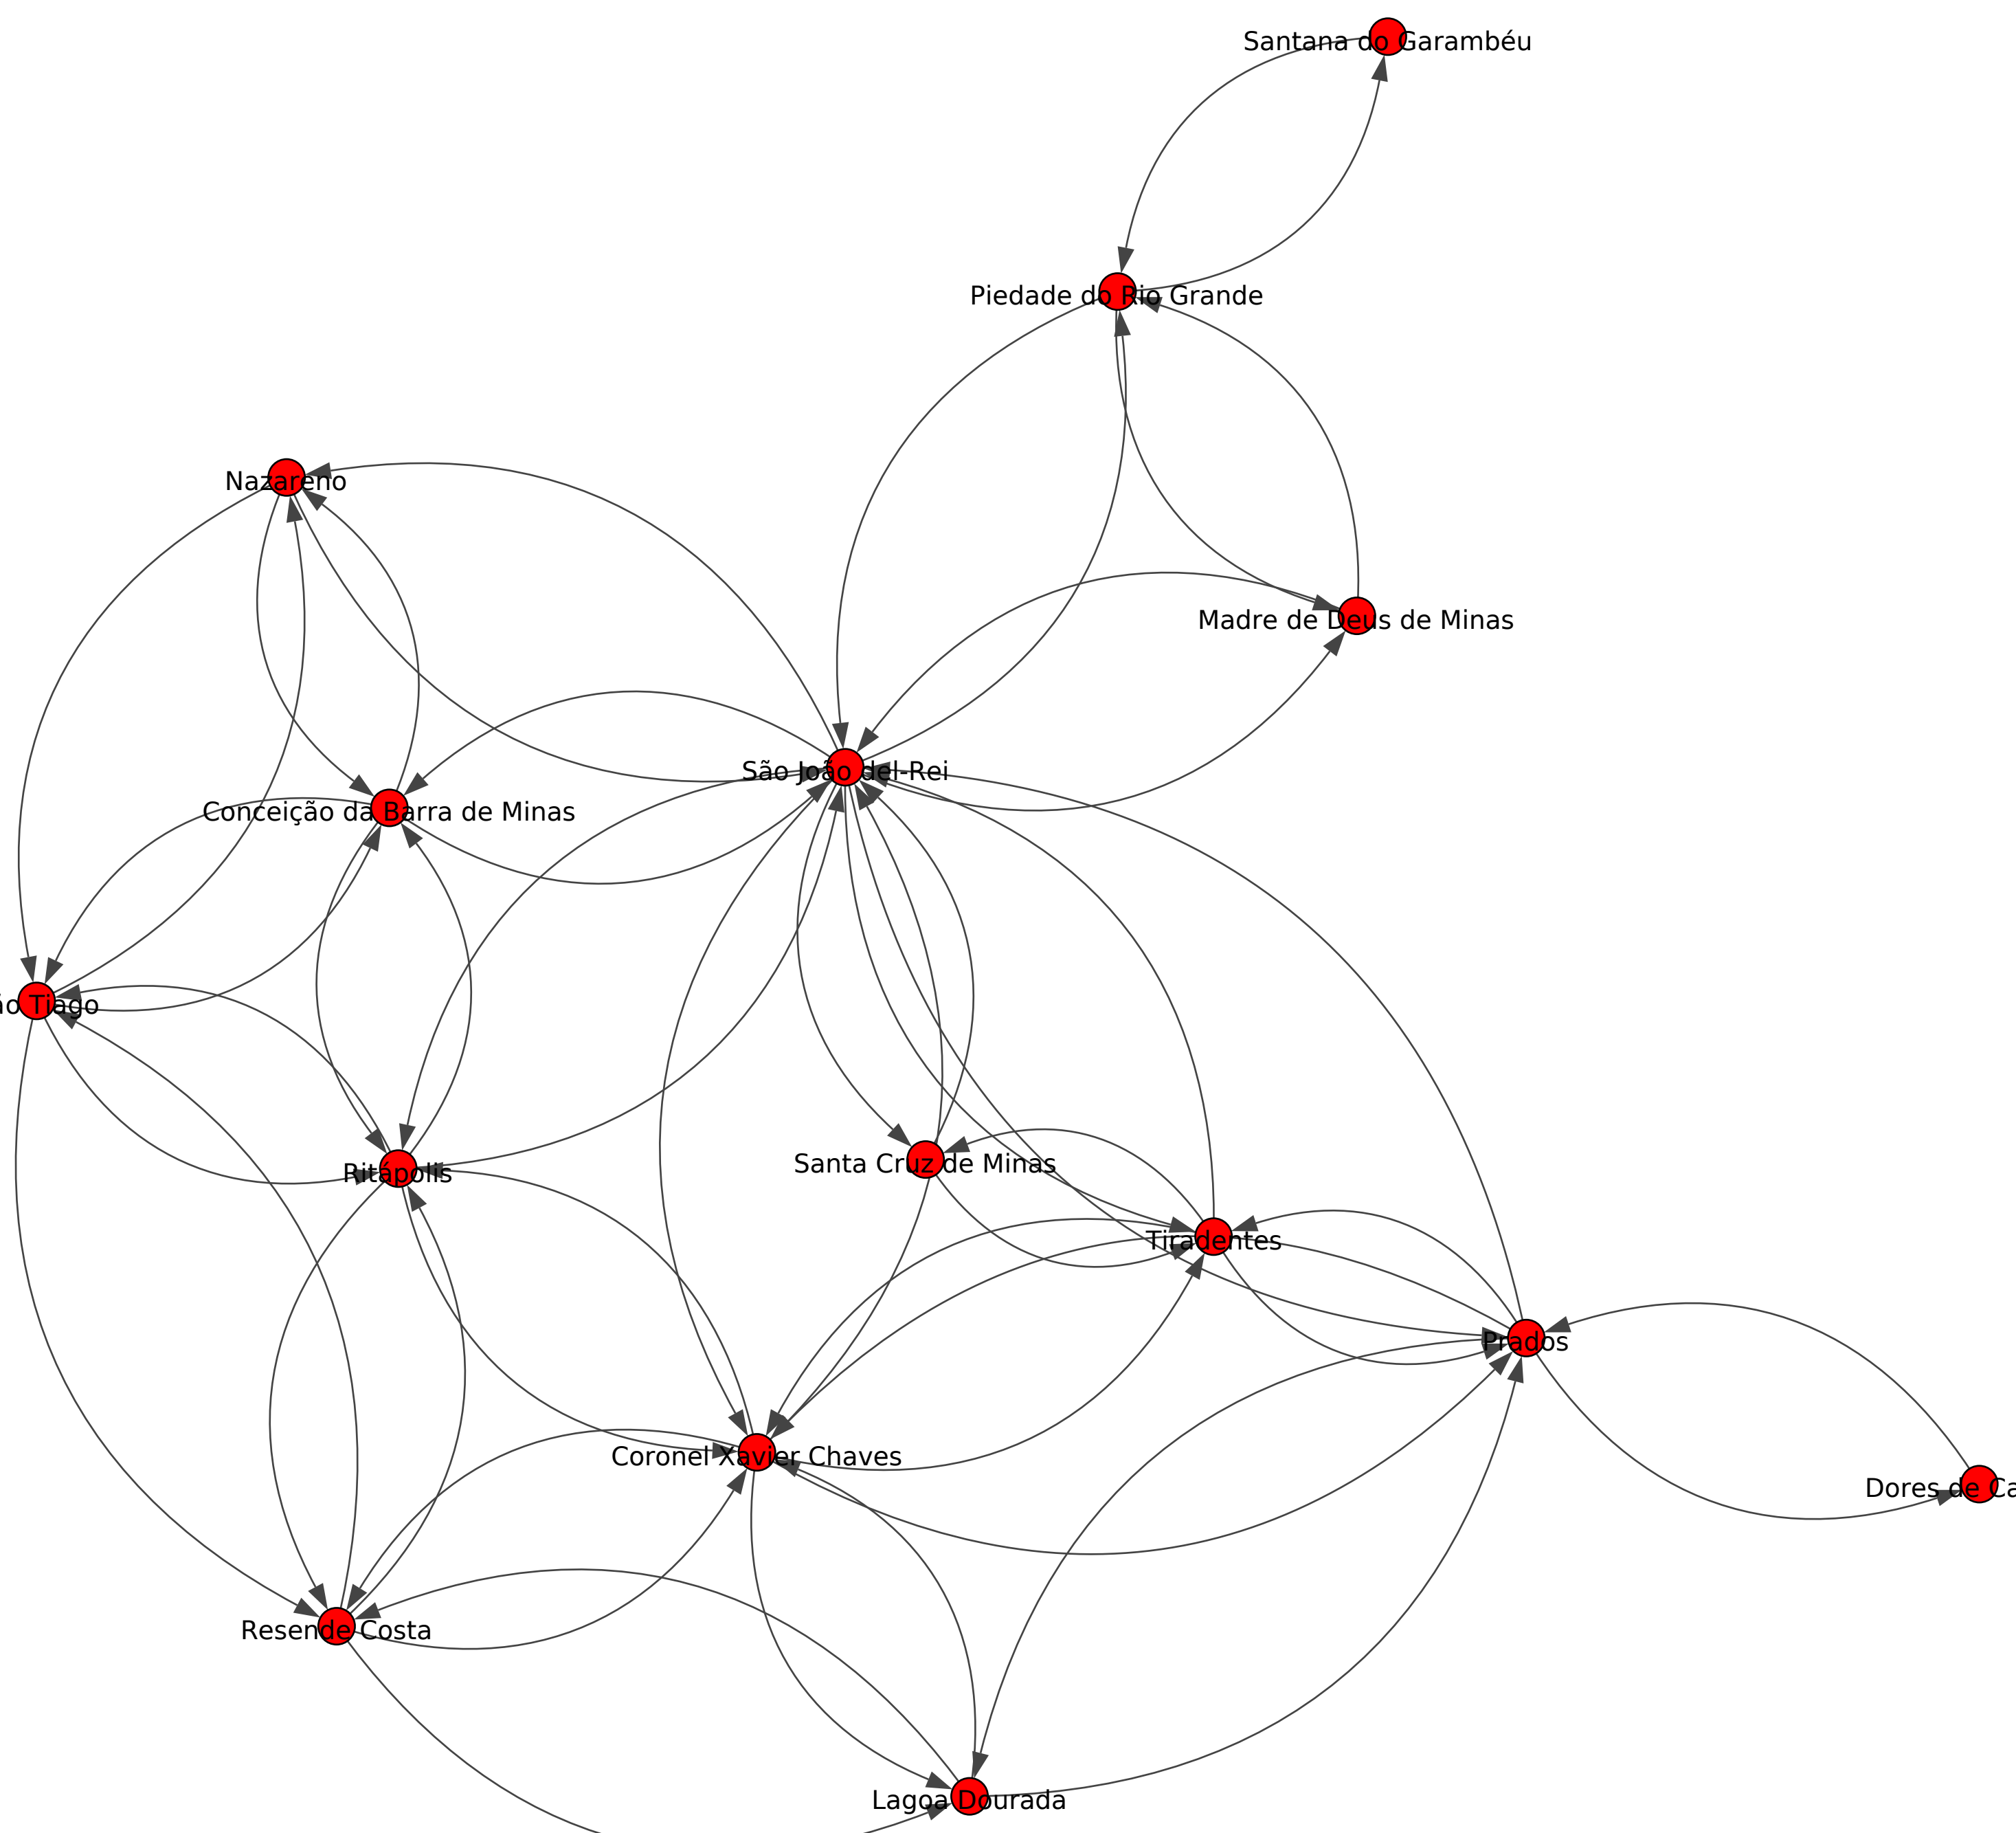 Santana do Garambéu
Piedade do Rio Grande
Nazareno
Madre de Deus de Minas
São João del-Rei
Conceição da Barra de Minas
Tiago
Ritápolis
Santa Cruz de Minas
Tiradentes
Prados
Coronel Xavier Chaves
Dores de
Resende Costa
Lagoa Dourada